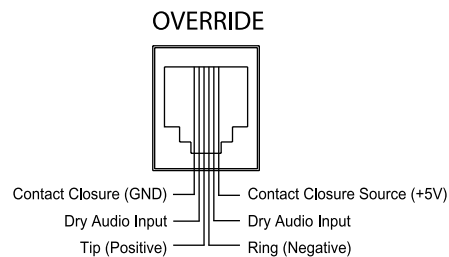 OVERRIDE
Contact Closure (GND)
Contact Closure Source (+5V)
Dry Audio Input
Dry Audio Input
Tip (Positive)
Ring (Negative)